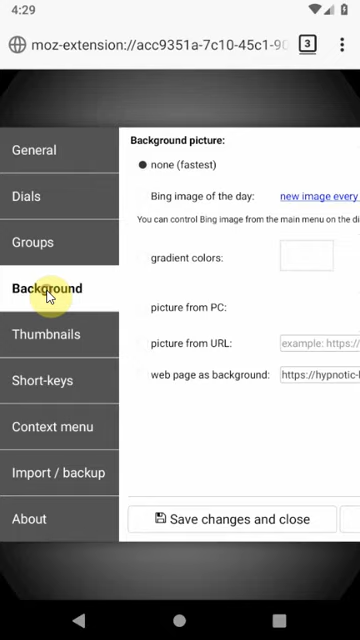 4:29
moz-extension://acc9351a-7c10-45c1-90
3
General
Dials
Groups
Background
Thumbnails
Short-keys
Context menu
Import / backup
About
Background picture:
none (fastest)
Bing image of the day: new image every
You can control Bing image from the main menu on the di
gradient colors:
picture from PC:
picture from URL: example: https://
web page as background: https://hypnotic-
Save changes and close